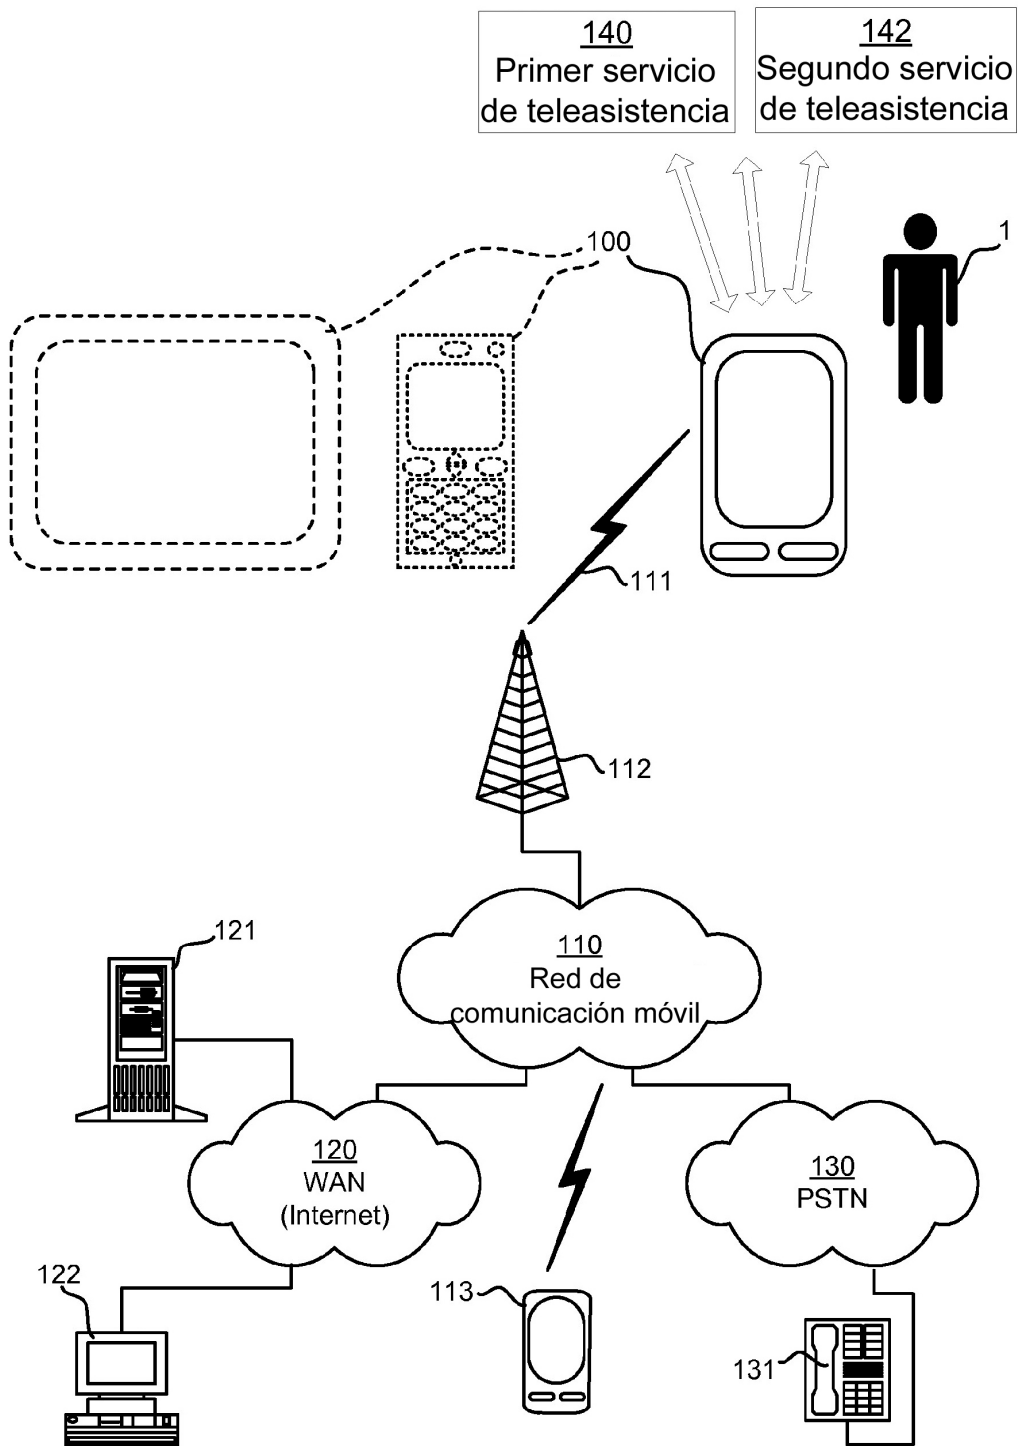 140
Primer servicio
de teleasistencia
142
Segundo servicio
de teleasistencia
100
1
111
112
121
110
Red de
comunicación móvil
120
WAN
(Internet)
130
PSTN
122
113
131